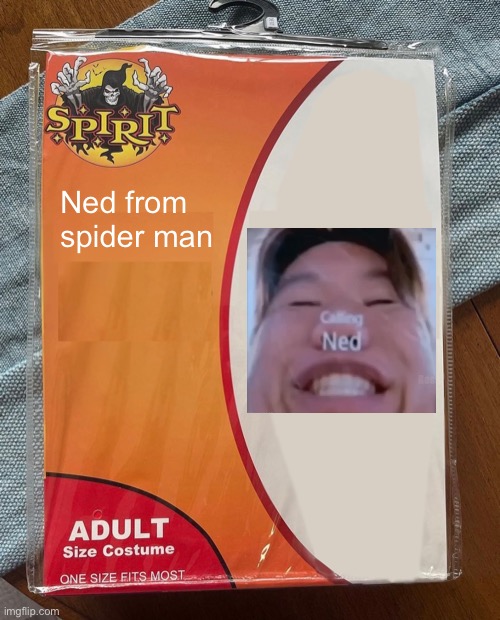 SPIRIT
Ned from
spider man
Calling
Ned
ADULT
Size Costume
ONE SIZE FITS MOST
imgflip.com